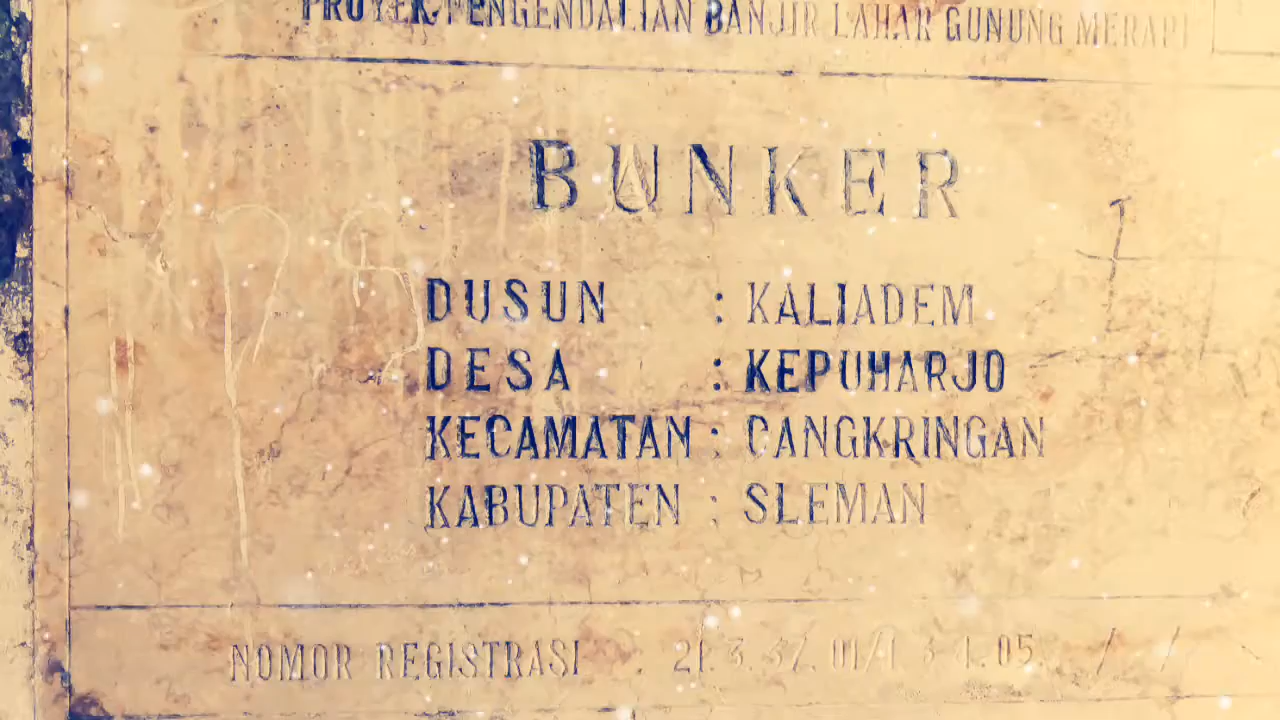 PROYEK PENGENDALIAN BANJIR LAHAR GUNUNG MERAPI
BUNKER
DUSUN : KALIADEM
DESA : KEPUHARJO
KECAMATAN : CANGKRINGAN
KABUPATEN : SLEMAN
NOMOR REGISTRASI :